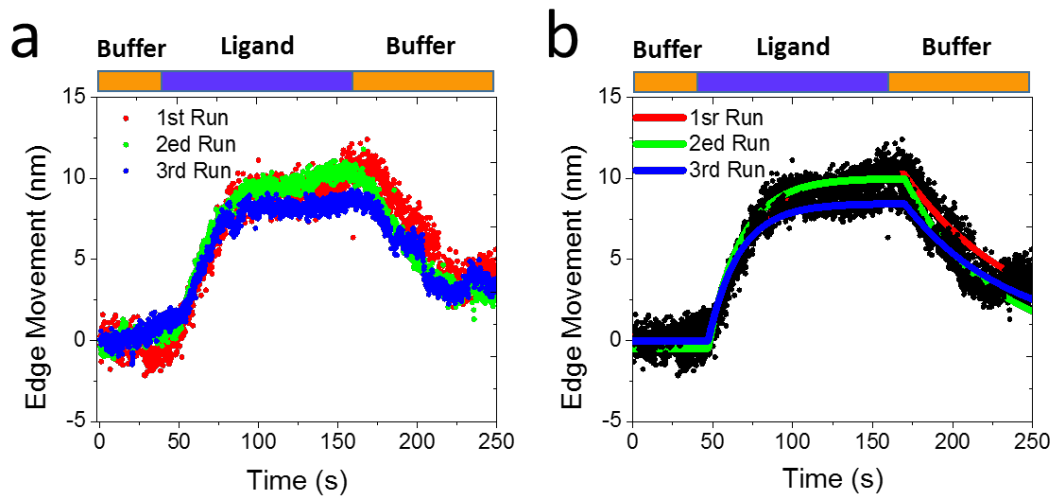 a
Buffer Ligand Buffer
15
10
5
0
-5
Edge Movement (nm)
1st Run
2ed Run
3rd Run
0 50 100 150 200 250
Time (s)
b
Buffer Ligand Buffer
15
10
5
0
-5
Edge Movement (nm)
1sr Run
2ed Run
3rd Run
0 50 100 150 200 250
Time (s)